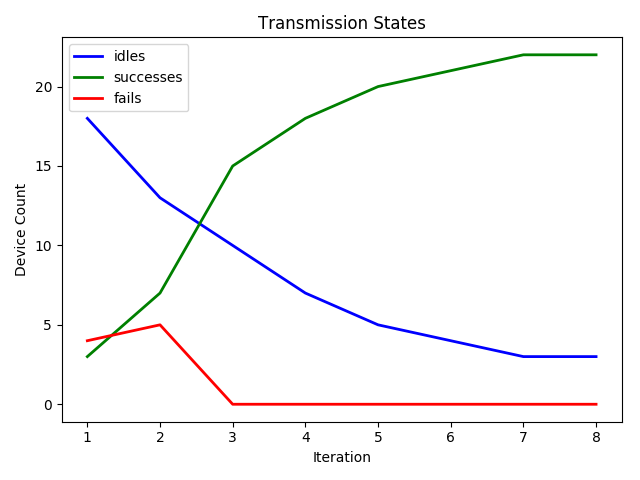 Transmission States
idles
successes
fails
Device Count
20
15
10
5
0
1 2 3 4 5 6 7 8
Iteration